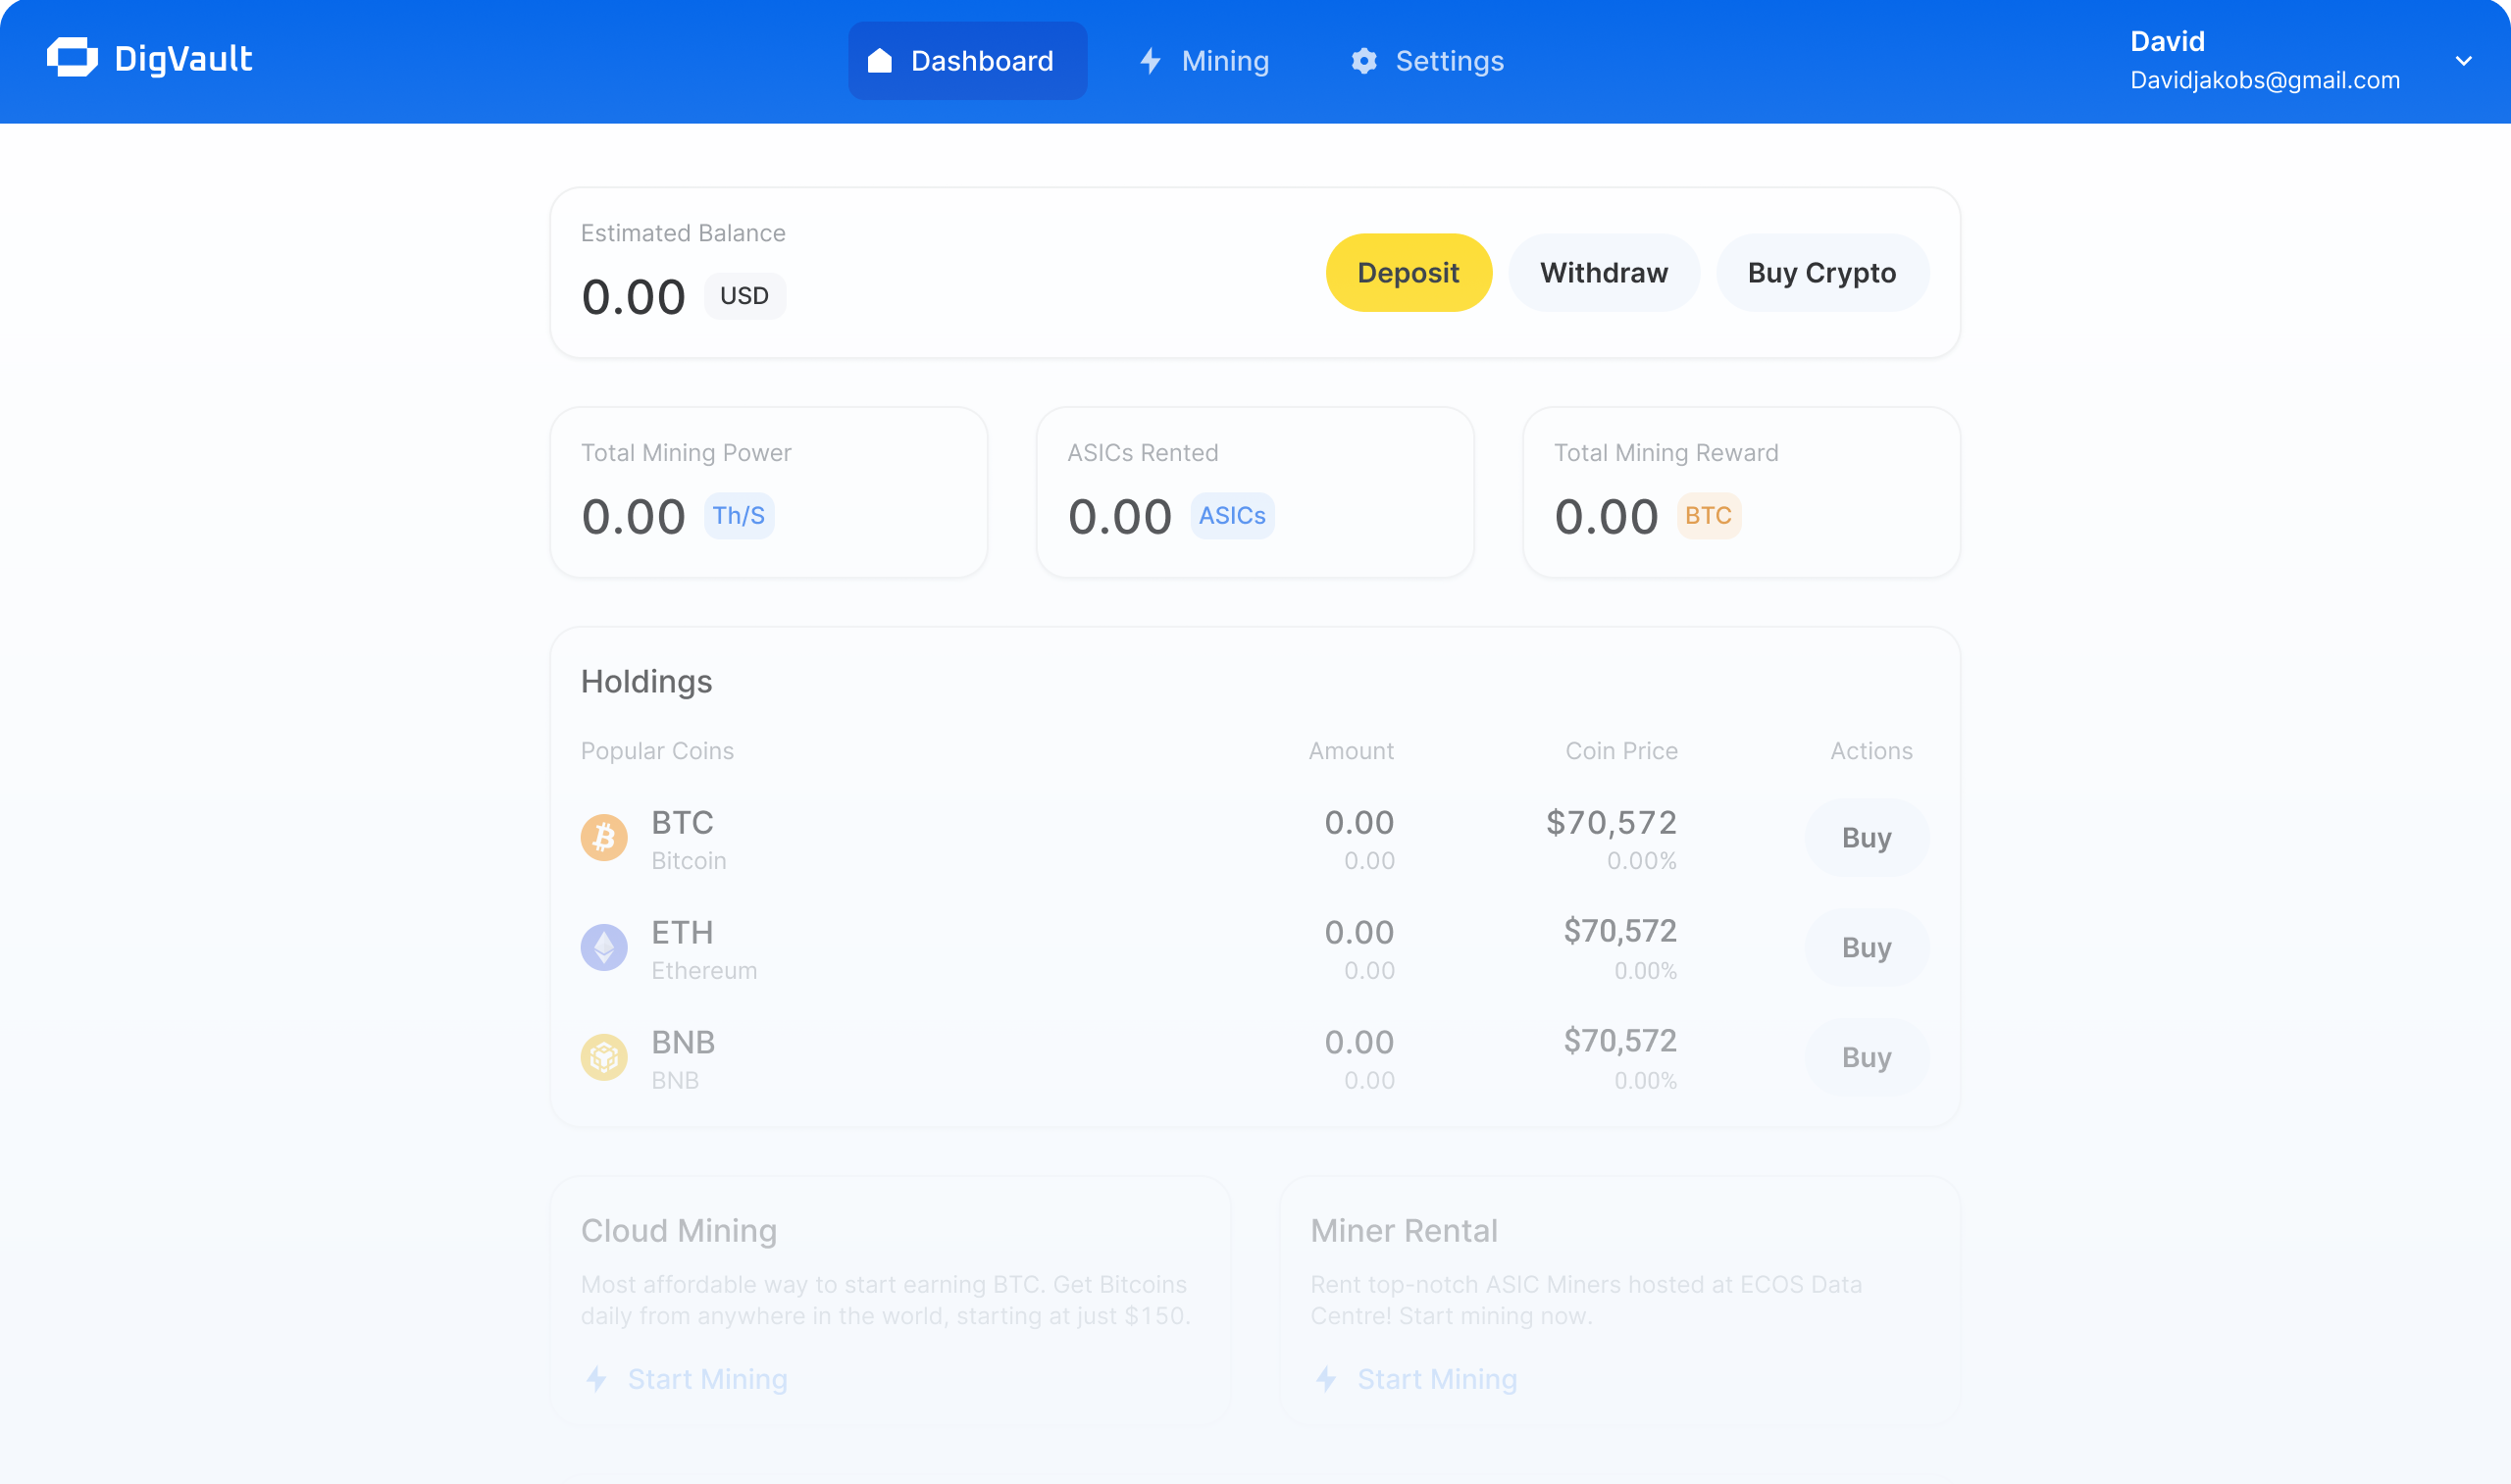 DigVault
Dashboard
Mining
Settings
David
Davidjakobs@gmail.com
Estimated Balance
0.00 USD
Deposit
Withdraw
Buy Crypto
Total Mining Power
0.00 Th/S
ASICs Rented
0.00 ASICs
Total Mining Reward
0.00 BTC
Holdings
Popular Coins Amount Coin Price Actions
BTC 0.00 $70,572 Buy
Bitcoin 0.00 0.00%
ETH 0.00 $70,572 Buy
Ethereum 0.00 0.00%
BNB 0.00 $70,572 Buy
BNB 0.00 0.00%
Cloud Mining
Most affordable way to start earning BTC. Get Bitcoins
daily from anywhere in the world, starting at just $150.
Start Mining
Miner Rental
Rent top-notch ASIC Miners hosted at ECOS Data
Centre! Start mining now.
Start Mining